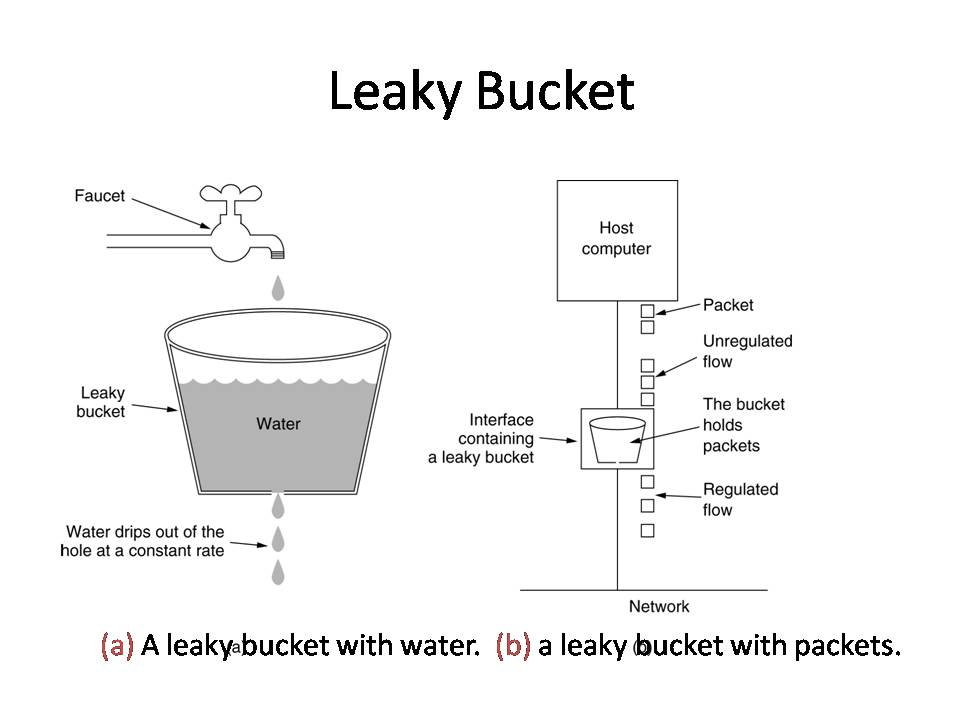 Leaky Bucket
Faucet
Leaky
bucket
Water
Water drips out of the
hole at a constant rate
(a)
Host
computer
Packet
Unregulated
flow
The bucket
holds
packets
Interface
containing
a leaky bucket
Regulated
flow
Network
(b)
(a) A leaky bucket with water. (b) a leaky bucket with packets.